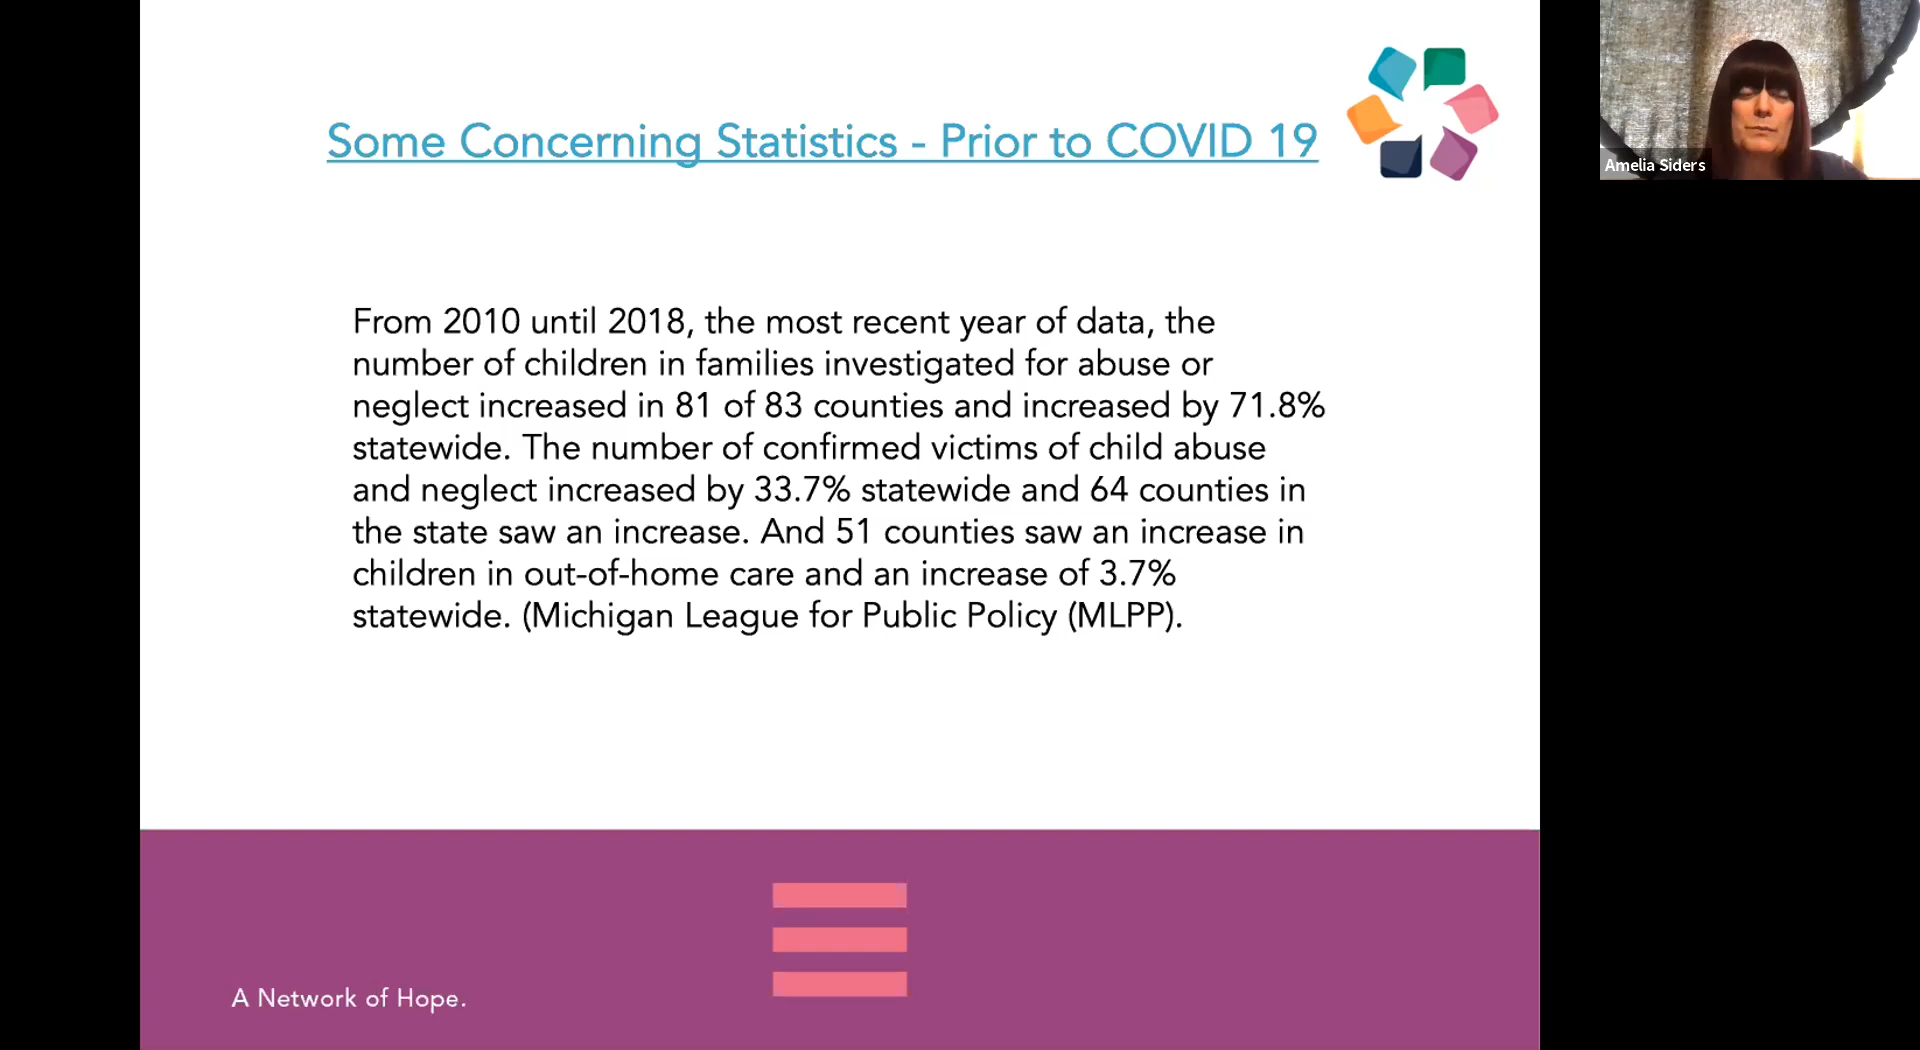 Some Concerning Statistics - Prior to COVID 19
Amelia Siders
From 2010 until 2018, the most recent year of data, the
number of children in families investigated for abuse or
neglect increased in 81 of 83 counties and increased by 71.8%
statewide. The number of confirmed victims of child abuse
and neglect increased by 33.7% statewide and 64 counties in
the state saw an increase. And 51 counties saw an increase in
children in out-of-home care and an increase of 3.7%
statewide. (Michigan League for Public Policy (MLPP).
A Network of Hope.